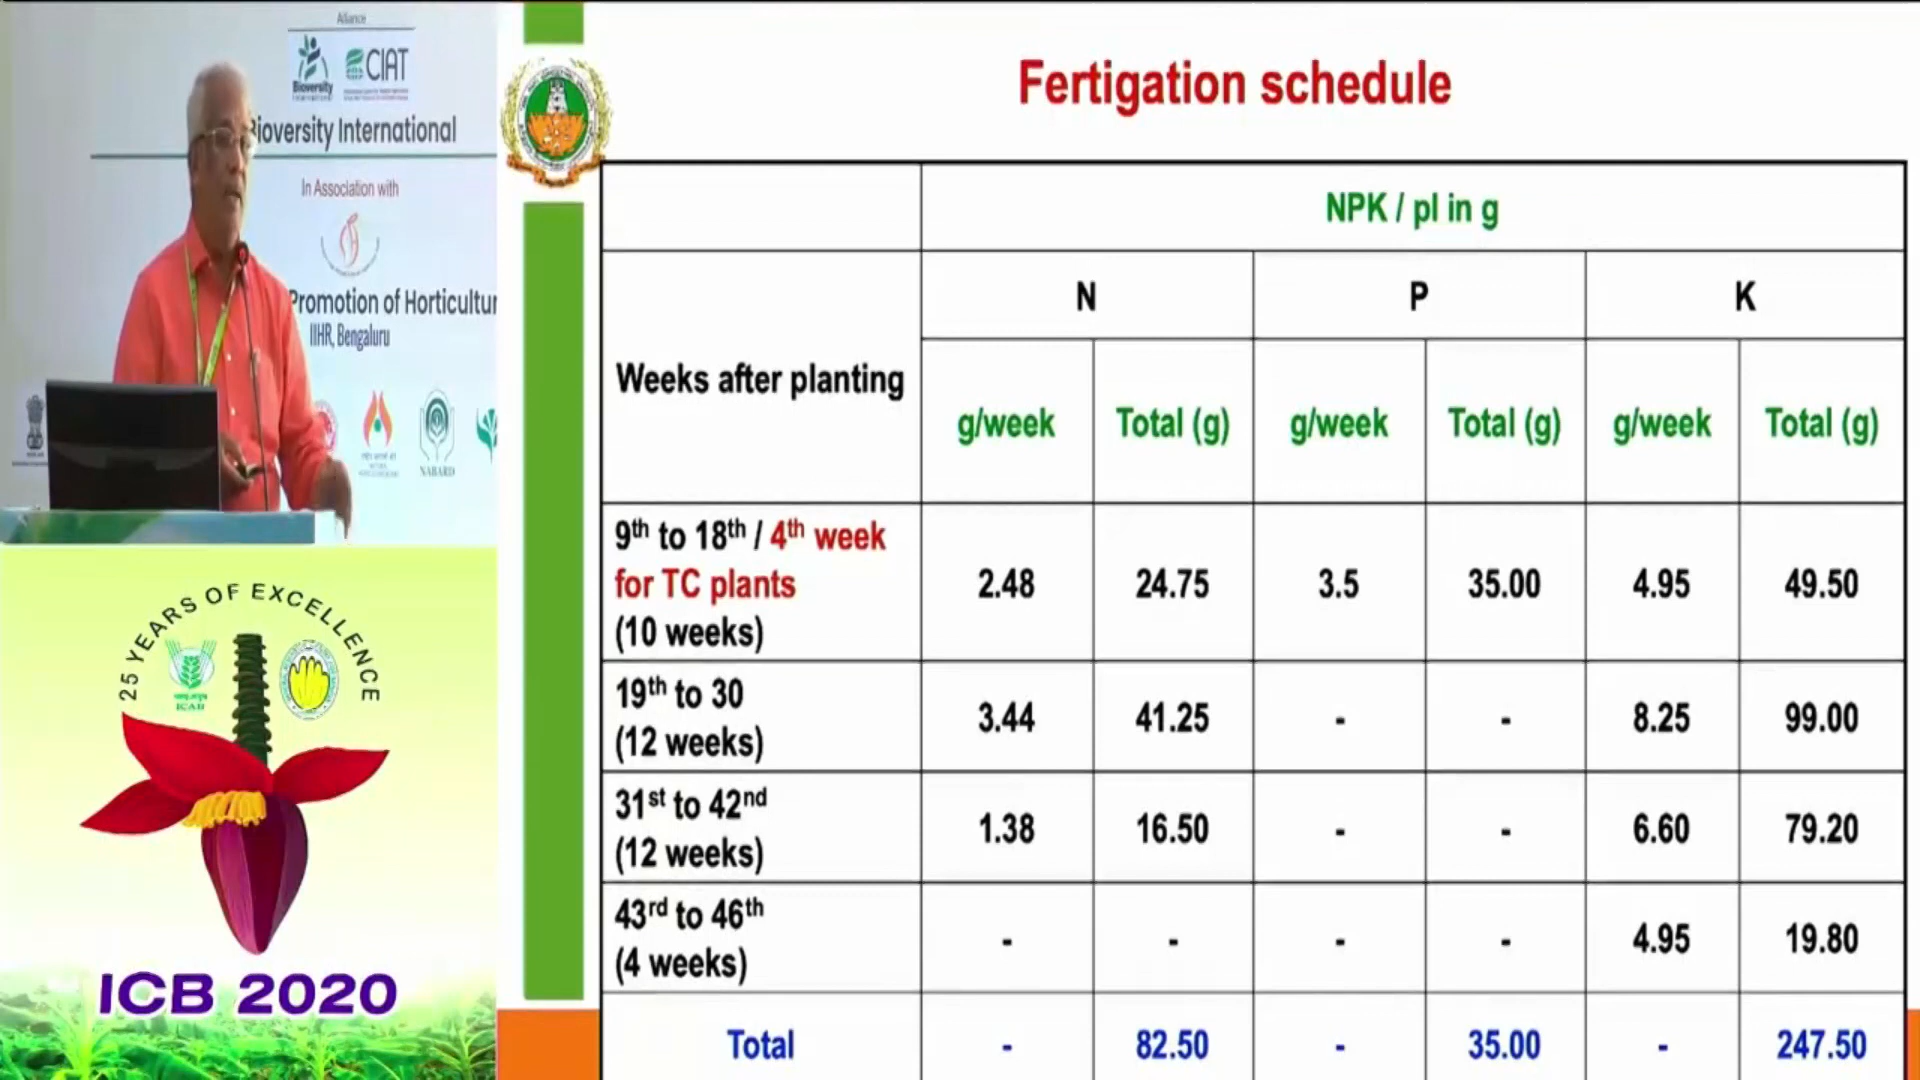 Alliance
Bioversity
CIAT
Bioversity International
In Association with
Promotion of Horticultur
IIHR, Bengaluru
NABARD
25 YEARS OF EXCELLENCE
ICAR
ICB 2020
Fertigation schedule
NPK / pl in g
Weeks after planting
N
P
K
g/week
Total (g)
g/week
Total (g)
g/week
Total (g)
9th to 18th / 4th week
for TC plants
(10 weeks)
2.48
24.75
3.5
35.00
4.95
49.50
19th to 30
(12 weeks)
3.44
41.25
-
-
8.25
99.00
31st to 42nd
(12 weeks)
1.38
16.50
-
-
6.60
79.20
43rd to 46th
(4 weeks)
-
-
-
-
4.95
19.80
Total
-
82.50
-
35.00
-
247.50